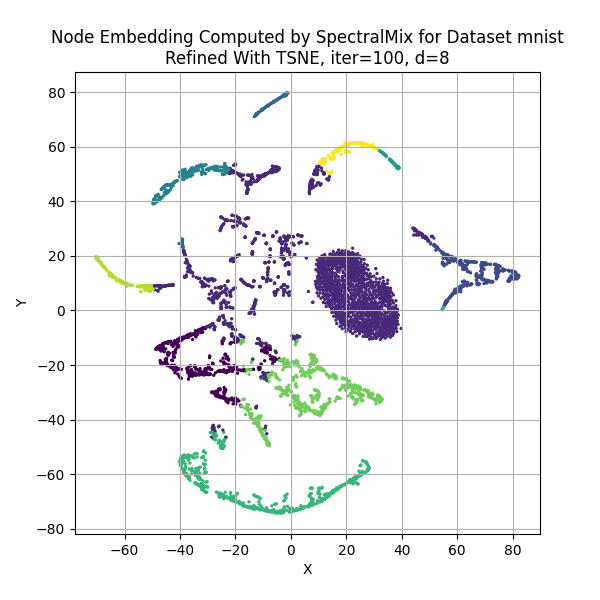 Node Embedding Computed by SpectralMix for Dataset mnist
Refined With TSNE, iter=100, d=8
80
60
40
20
0
−20
−40
−60
−80
Y
−60 −40 −20 0 20 40 60 80
X